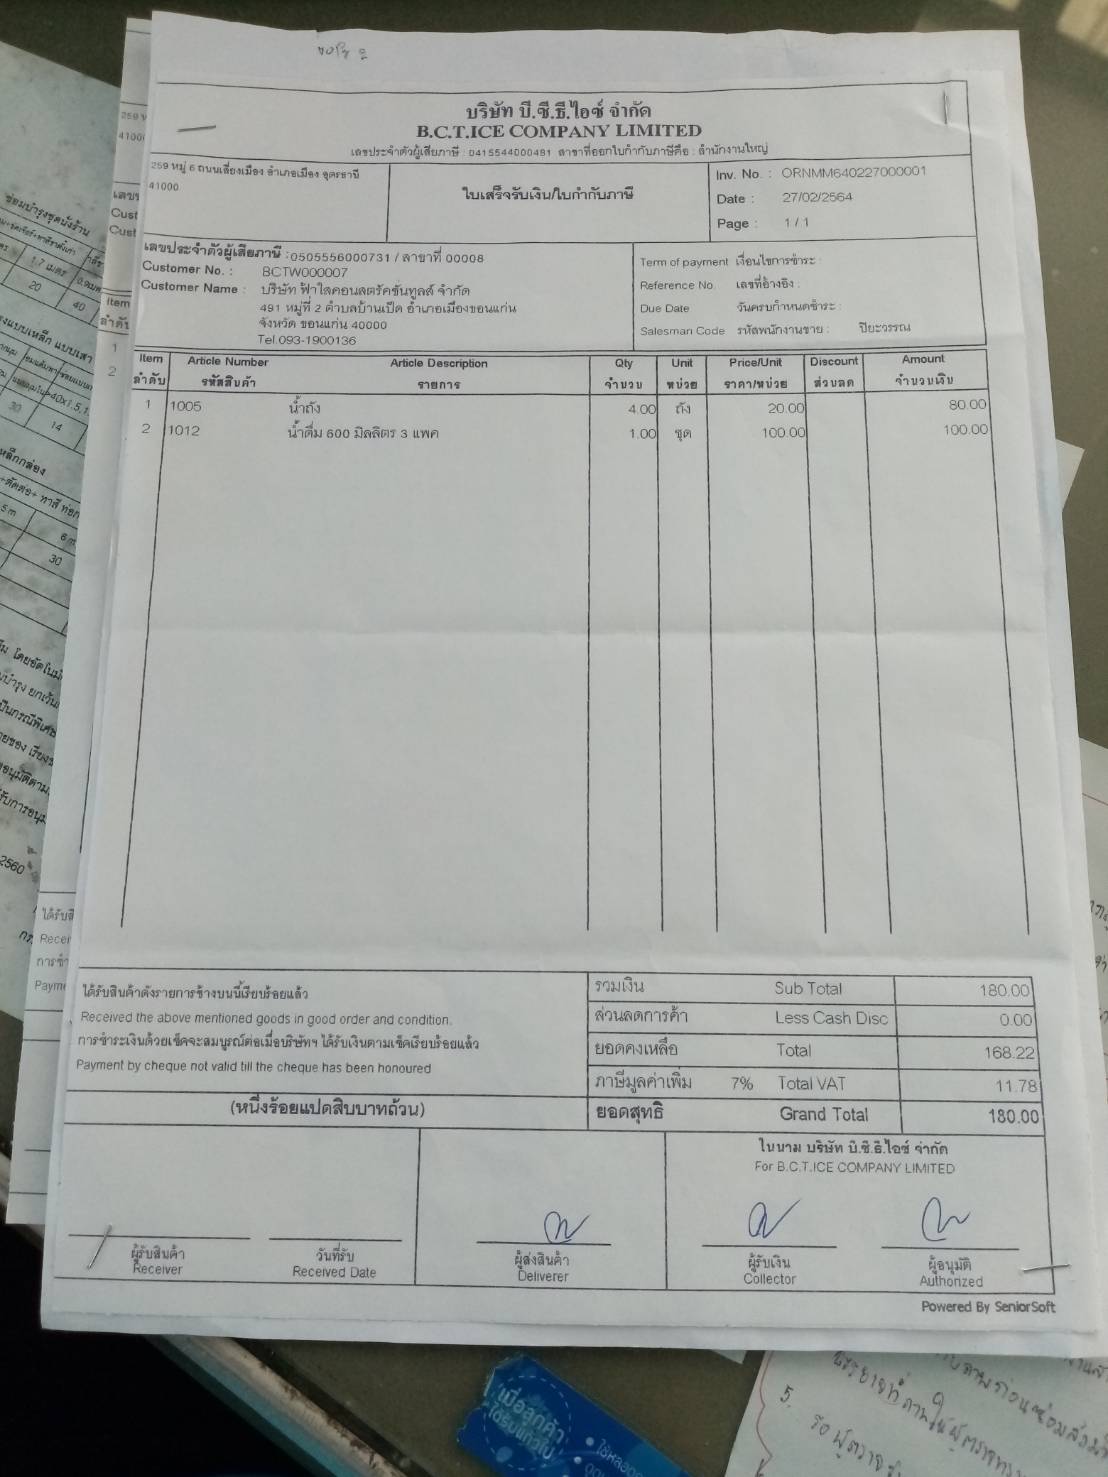 บริษัท บี.ซี.ธี.ไอซ์ จำกัด
B.C.T.ICE COMPANY LIMITED
เลขประจำตัวผู้เสียภาษี : 0415544000481 สาขาที่ออกใบกำกับภาษีคือ : สำนักงานใหญ่
259 หมู่ 6 ถนนเลี่ยงเมือง อำเภอเมือง อุดรธานี
41000
ใบเสร็จรับเงิน/ใบกำกับภาษี
Inv. No. : ORNMM640227000001
Date : 27/02/2564
Page : 1 / 1
เลขประจำตัวผู้เสียภาษี :0505556000731 / สาขาที่ 00008
Customer No. : BCTW000007
Customer Name : บริษัท ฟ้าใสคอนสตรัคชั่นทูลส์ จำกัด
491 หมู่ที่ 2 ตำบลบ้านเป็ด อำเภอเมืองขอนแก่น
จังหวัด ขอนแก่น 40000
Tel.093-1900136
Term of payment เงื่อนไขการชำระ :
Reference No. เลขที่อ้างอิง :
Due Date วันครบกำหนดชำระ :
Salesman Code รหัสพนักงานขาย : ปิยะวรรณ
Item Article Number Article Description Qty Unit Price/Unit Discount Amount
ลำดับ รหัสสินค้า รายการ จำนวน หน่วย ราคา/หน่วย ส่วนลด จำนวนเงิน
1 1005 น้ำถัง 4.00 ถัง 20.00 80.00
2 1012 น้ำดื่ม 600 มิลลิตร 3 แพค 1.00 ชุด 100.00 100.00
ได้รับสินค้าดังรายการข้างบนนี้เรียบร้อยแล้ว
Received the above mentioned goods in good order and condition.
การชำระเงินด้วยเช็คจะสมบูรณ์ต่อเมื่อบริษัทฯ ได้รับเงินตามเช็คเรียบร้อยแล้ว
Payment by cheque not valid till the cheque has been honoured
รวมเงิน Sub Total 180.00
ส่วนลดการค้า Less Cash Disc 0.00
ยอดคงเหลือ Total 168.22
ภาษีมูลค่าเพิ่ม 7% Total VAT 11.78
(หนึ่งร้อยแปดสิบบาทถ้วน)
ยอดสุทธิ Grand Total 180.00
ในนาม บริษัท บี.ซี.ธี.ไอซ์ จำกัด
For B.C.T.ICE COMPANY LIMITED
ผู้รับสินค้า วันที่รับ ผู้ส่งสินค้า ผู้รับเงิน ผู้อนุมัติ
Receiver Received Date Deliverer Collector Authorized
Powered By SeniorSoft
เมื่อลูกค้า
ได้รับแก้วไป